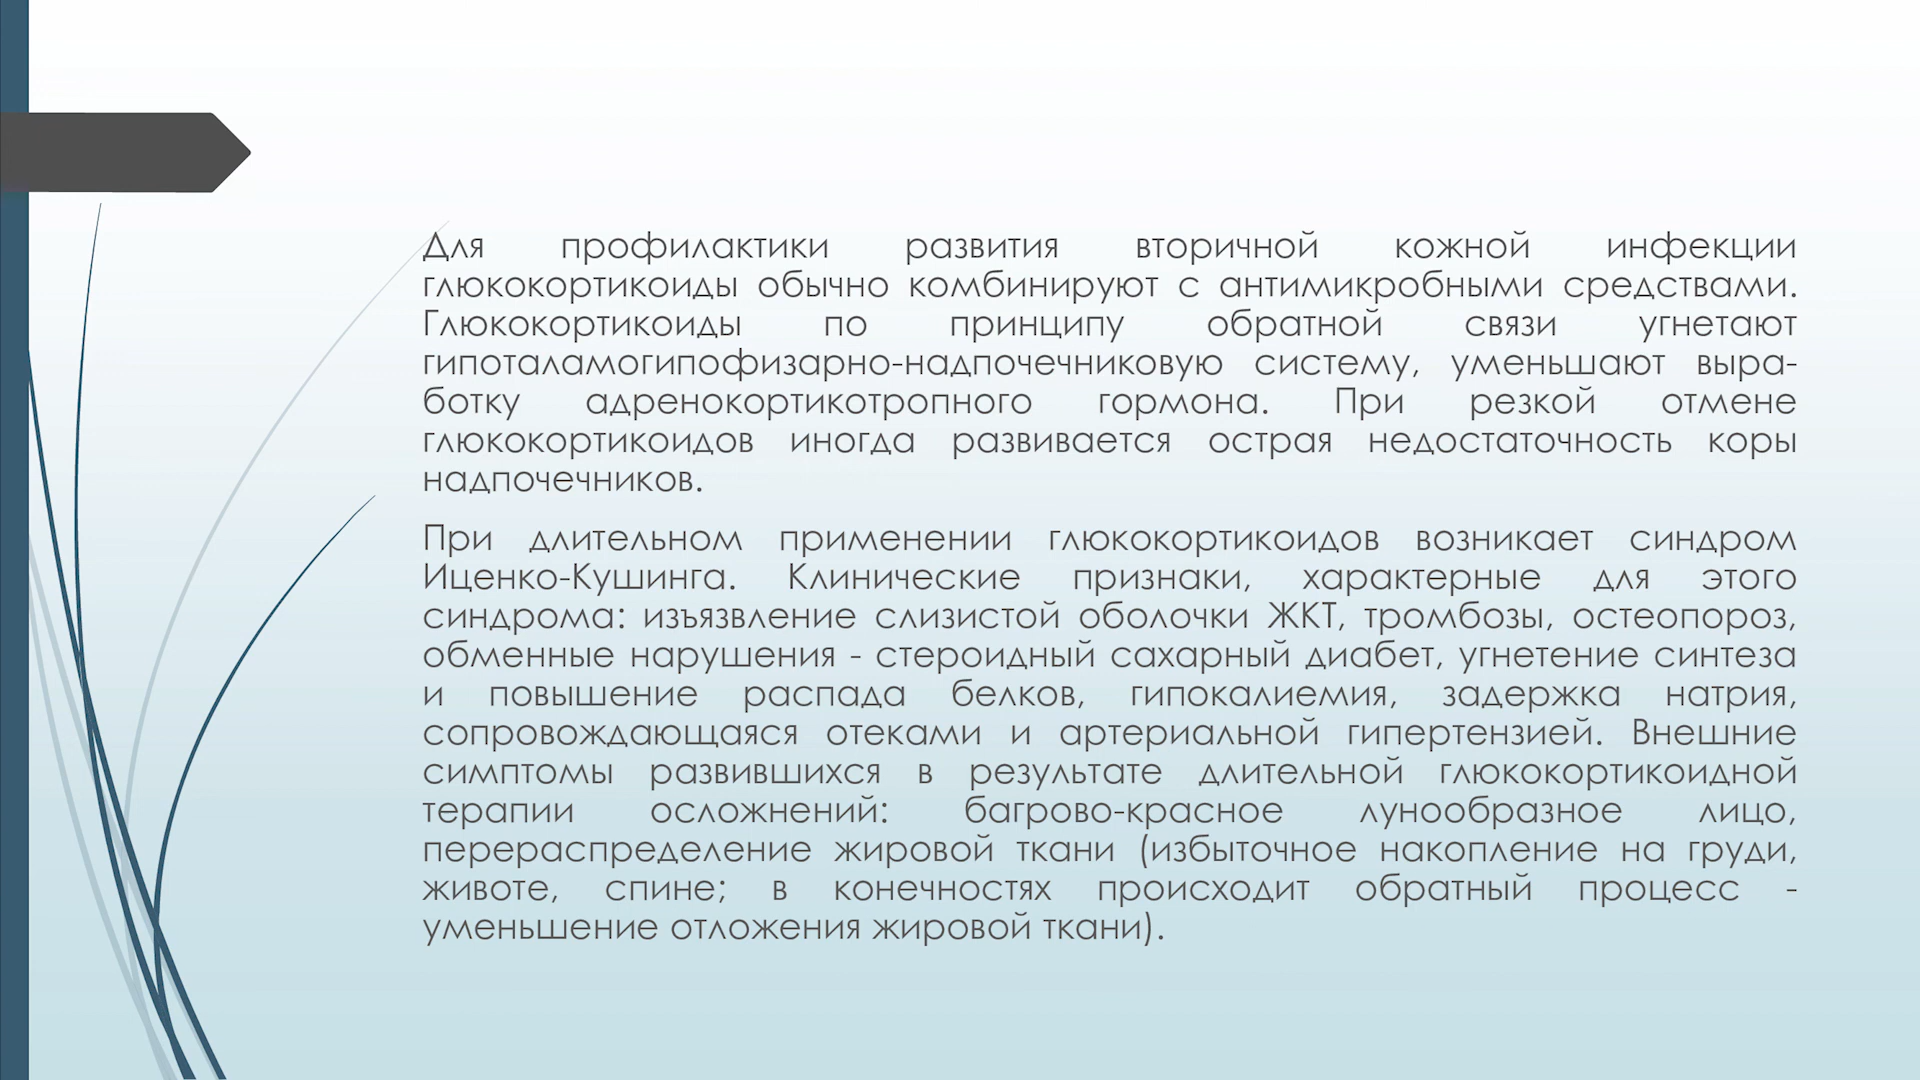 Для профилактики развития вторичной кожной инфекции
глюкокортикоиды обычно комбинируют с антимикробными средствами.
Глюкокортикоиды по принципу обратной связи угнетают
гипоталамогипофизарно-надпочечниковую систему, уменьшают выра-
ботку адренокортикотропного гормона. При резкой отмене
глюкокортикоидов иногда развивается острая недостаточность коры
надпочечников.
При длительном применении глюкокортикоидов возникает синдром
Иценко-Кушинга. Клинические признаки, характерные для этого
синдрома: изъязвление слизистой оболочки ЖКТ, тромбозы, остеопороз,
обменные нарушения - стероидный сахарный диабет, угнетение синтеза
и повышение распада белков, гипокалиемия, задержка натрия,
сопровождающаяся отеками и артериальной гипертензией. Внешние
симптомы развившихся в результате длительной глюкокортикоидной
терапии осложнений: багрово-красное лунообразное лицо,
перераспределение жировой ткани (избыточное накопление на груди,
животе, спине; в конечностях происходит обратный процесс -
уменьшение отложения жировой ткани).